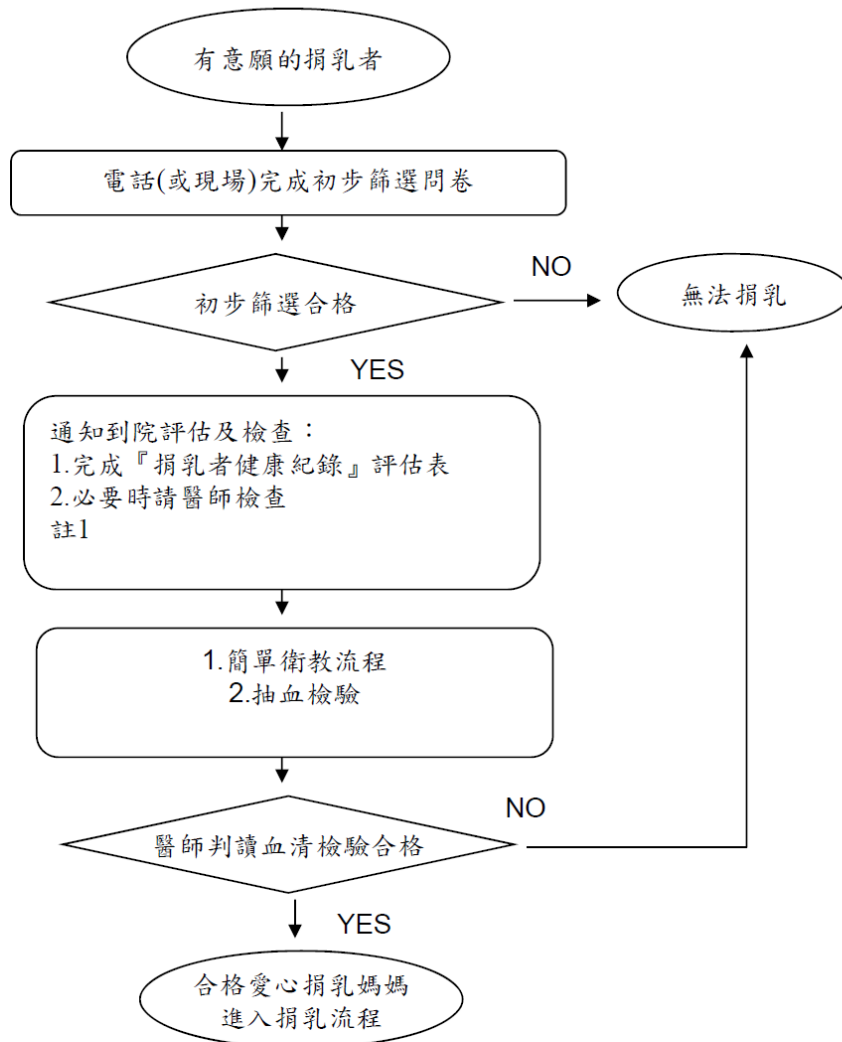 有意願的捐乳者
電話(或現場)完成初步篩選問卷
初步篩選合格
NO
無法捐乳
YES
通知到院評估及檢查：
1.完成『捐乳者健康紀錄』評估表
2.必要時請醫師檢查
註1
1.簡單衛教流程
2.抽血檢驗
醫師判讀血清檢驗合格
NO
YES
合格愛心捐乳媽媽
進入捐乳流程